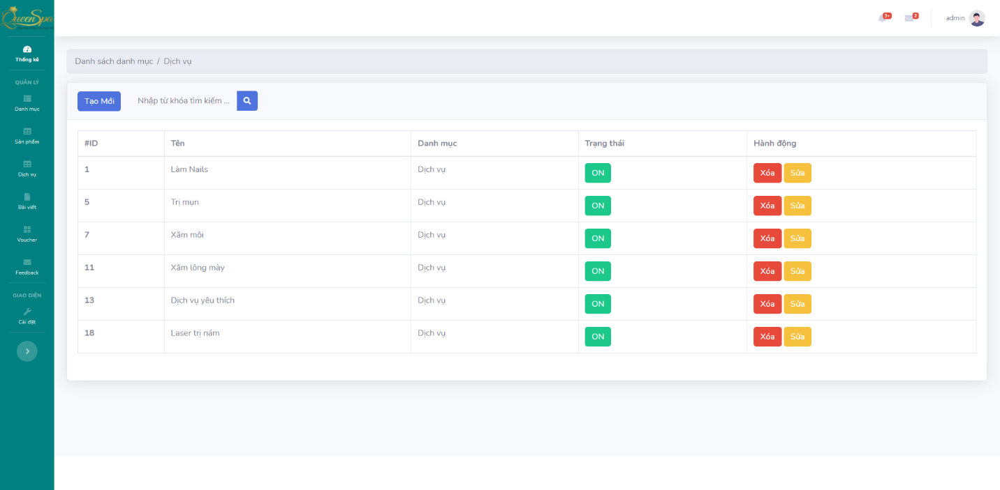 QueenSpa
3+
2
admin
Thống kê
QUẢN LÝ
Danh mục
Sản phẩm
Dịch vụ
Bài viết
Voucher
Feedback
GIAO DIỆN
Cài đặt
Danh sách danh mục / Dịch vụ
Tạo Mới Nhập từ khóa tìm kiếm ...
#ID Tên Danh mục Trạng thái Hành động
1 Làm Nails Dịch vụ ON Xóa Sửa
5 Trị mụn Dịch vụ ON Xóa Sửa
7 Xăm môi Dịch vụ ON Xóa Sửa
11 Xăm lông mày Dịch vụ ON Xóa Sửa
13 Dịch vụ yêu thích Dịch vụ ON Xóa Sửa
18 Laser trị nám Dịch vụ ON Xóa Sửa